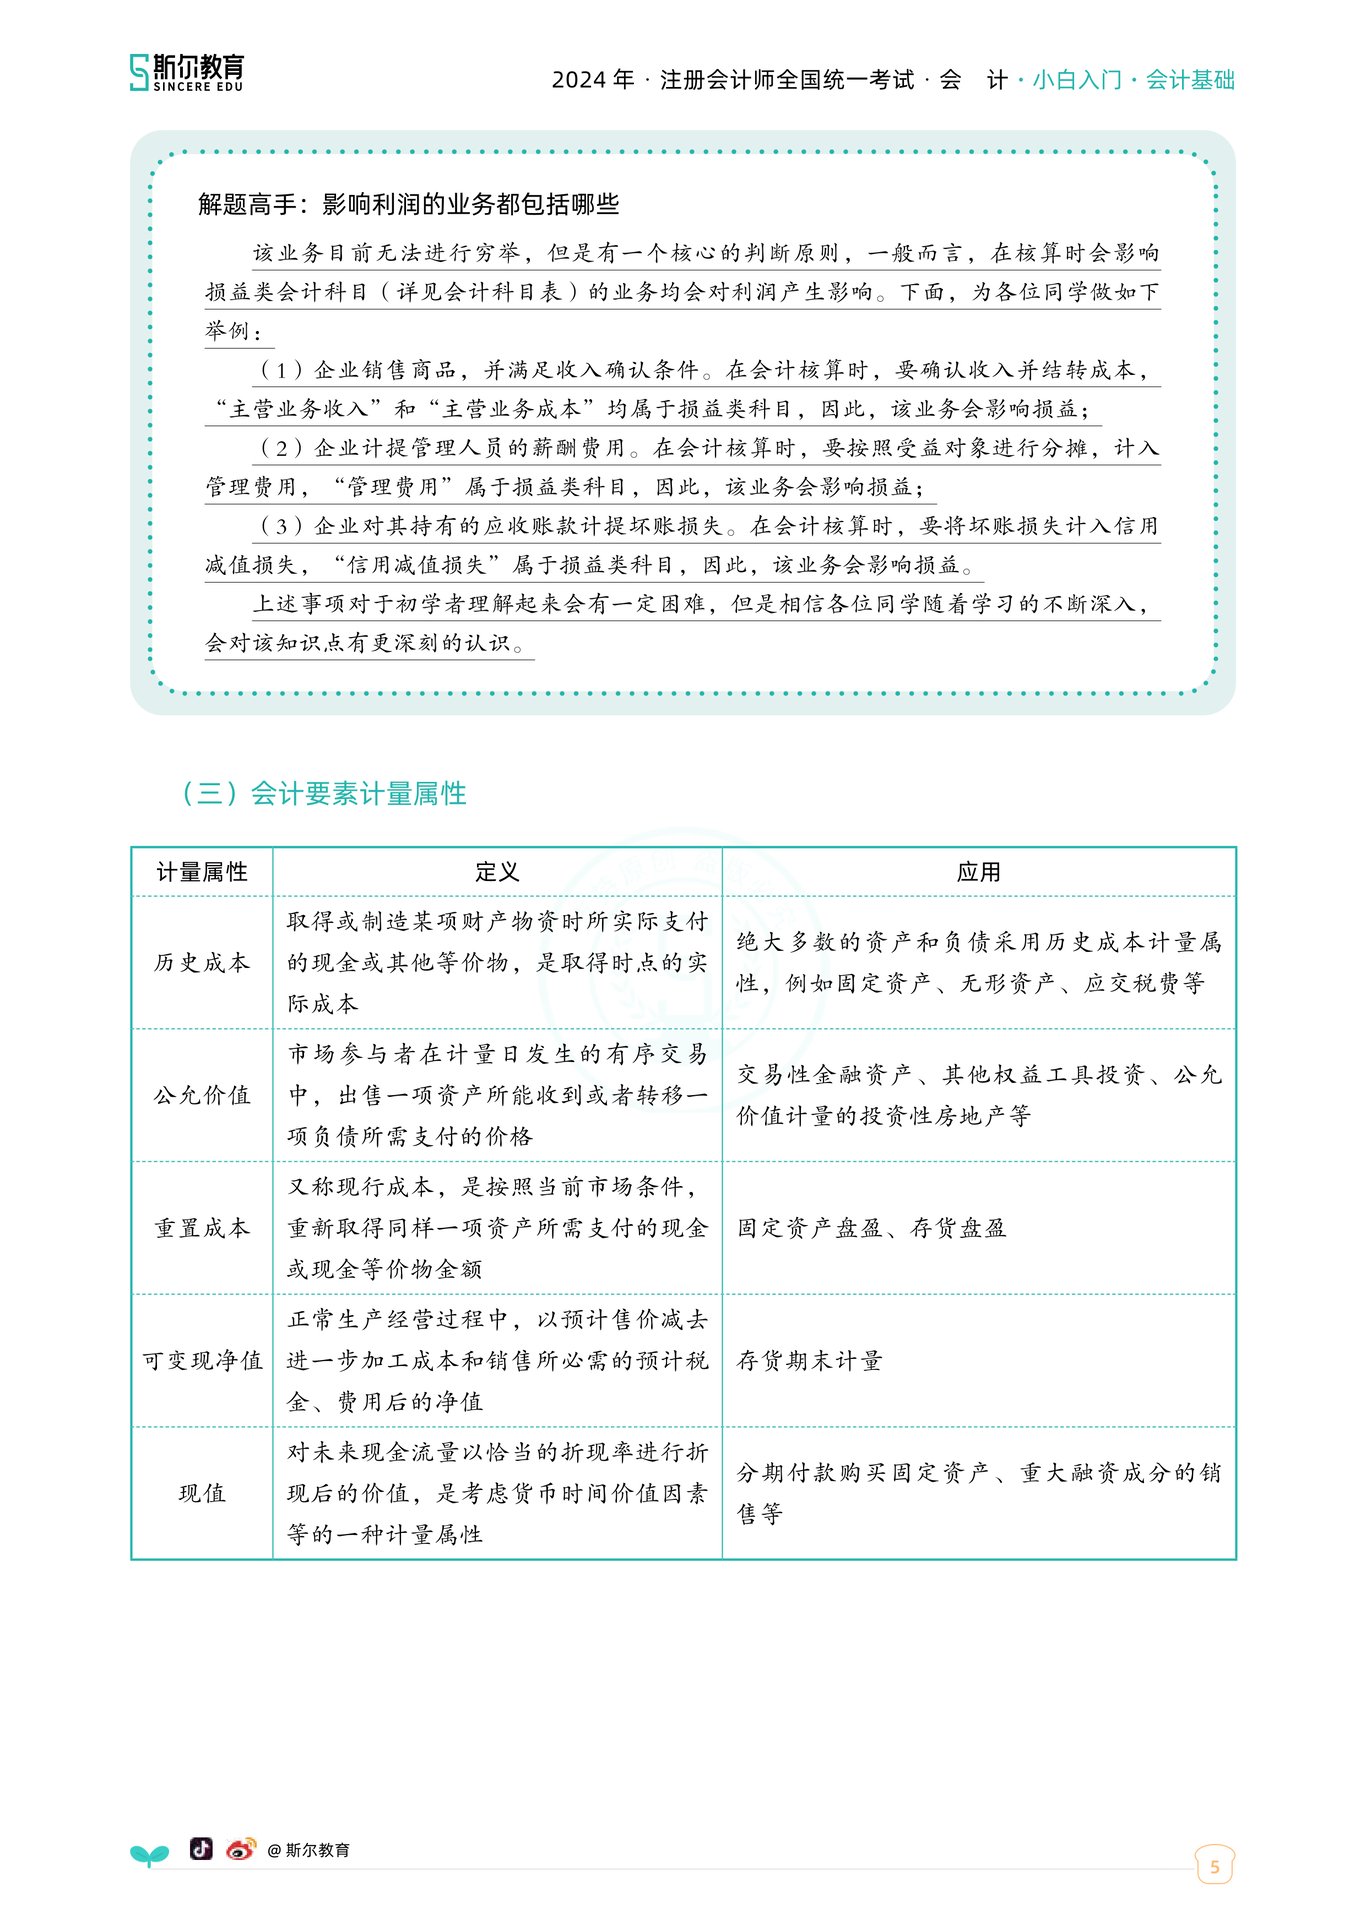 斯尔教育
SINCERE EDU
2024 年 · 注册会计师全国统一考试 · 会　计 · 小白入门 · 会计基础
解题高手：影响利润的业务都包括哪些
该业务目前无法进行穷举，但是有一个核心的判断原则，一般而言，在核算时会影响
损益类会计科目（详见会计科目表）的业务均会对利润产生影响。下面，为各位同学做如下
举例：
（1）企业销售商品，并满足收入确认条件。在会计核算时，要确认收入并结转成本，
“主营业务收入”和“主营业务成本”均属于损益类科目，因此，该业务会影响损益；
（2）企业计提管理人员的薪酬费用。在会计核算时，要按照受益对象进行分摊，计入
管理费用，“管理费用”属于损益类科目，因此，该业务会影响损益；
（3）企业对其持有的应收账款计提坏账损失。在会计核算时，要将坏账损失计入信用
减值损失，“信用减值损失”属于损益类科目，因此，该业务会影响损益。
上述事项对于初学者理解起来会有一定困难，但是相信各位同学随着学习的不断深入，
会对该知识点有更深刻的认识。
（三）会计要素计量属性
计量属性
定义
应用
历史成本
取得或制造某项财产物资时所实际支付
的现金或其他等价物，是取得时点的实
际成本
绝大多数的资产和负债采用历史成本计量属
性，例如固定资产、无形资产、应交税费等
公允价值
市场参与者在计量日发生的有序交易
中，出售一项资产所能收到或者转移一
项负债所需支付的价格
交易性金融资产、其他权益工具投资、公允
价值计量的投资性房地产等
重置成本
又称现行成本，是按照当前市场条件，
重新取得同样一项资产所需支付的现金
或现金等价物金额
固定资产盘盈、存货盘盈
可变现净值
正常生产经营过程中，以预计售价减去
进一步加工成本和销售所必需的预计税
金、费用后的净值
存货期末计量
现值
对未来现金流量以恰当的折现率进行折
现后的价值，是考虑货币时间价值因素
等的一种计量属性
分期付款购买固定资产、重大融资成分的销
售等
@ 斯尔教育
5